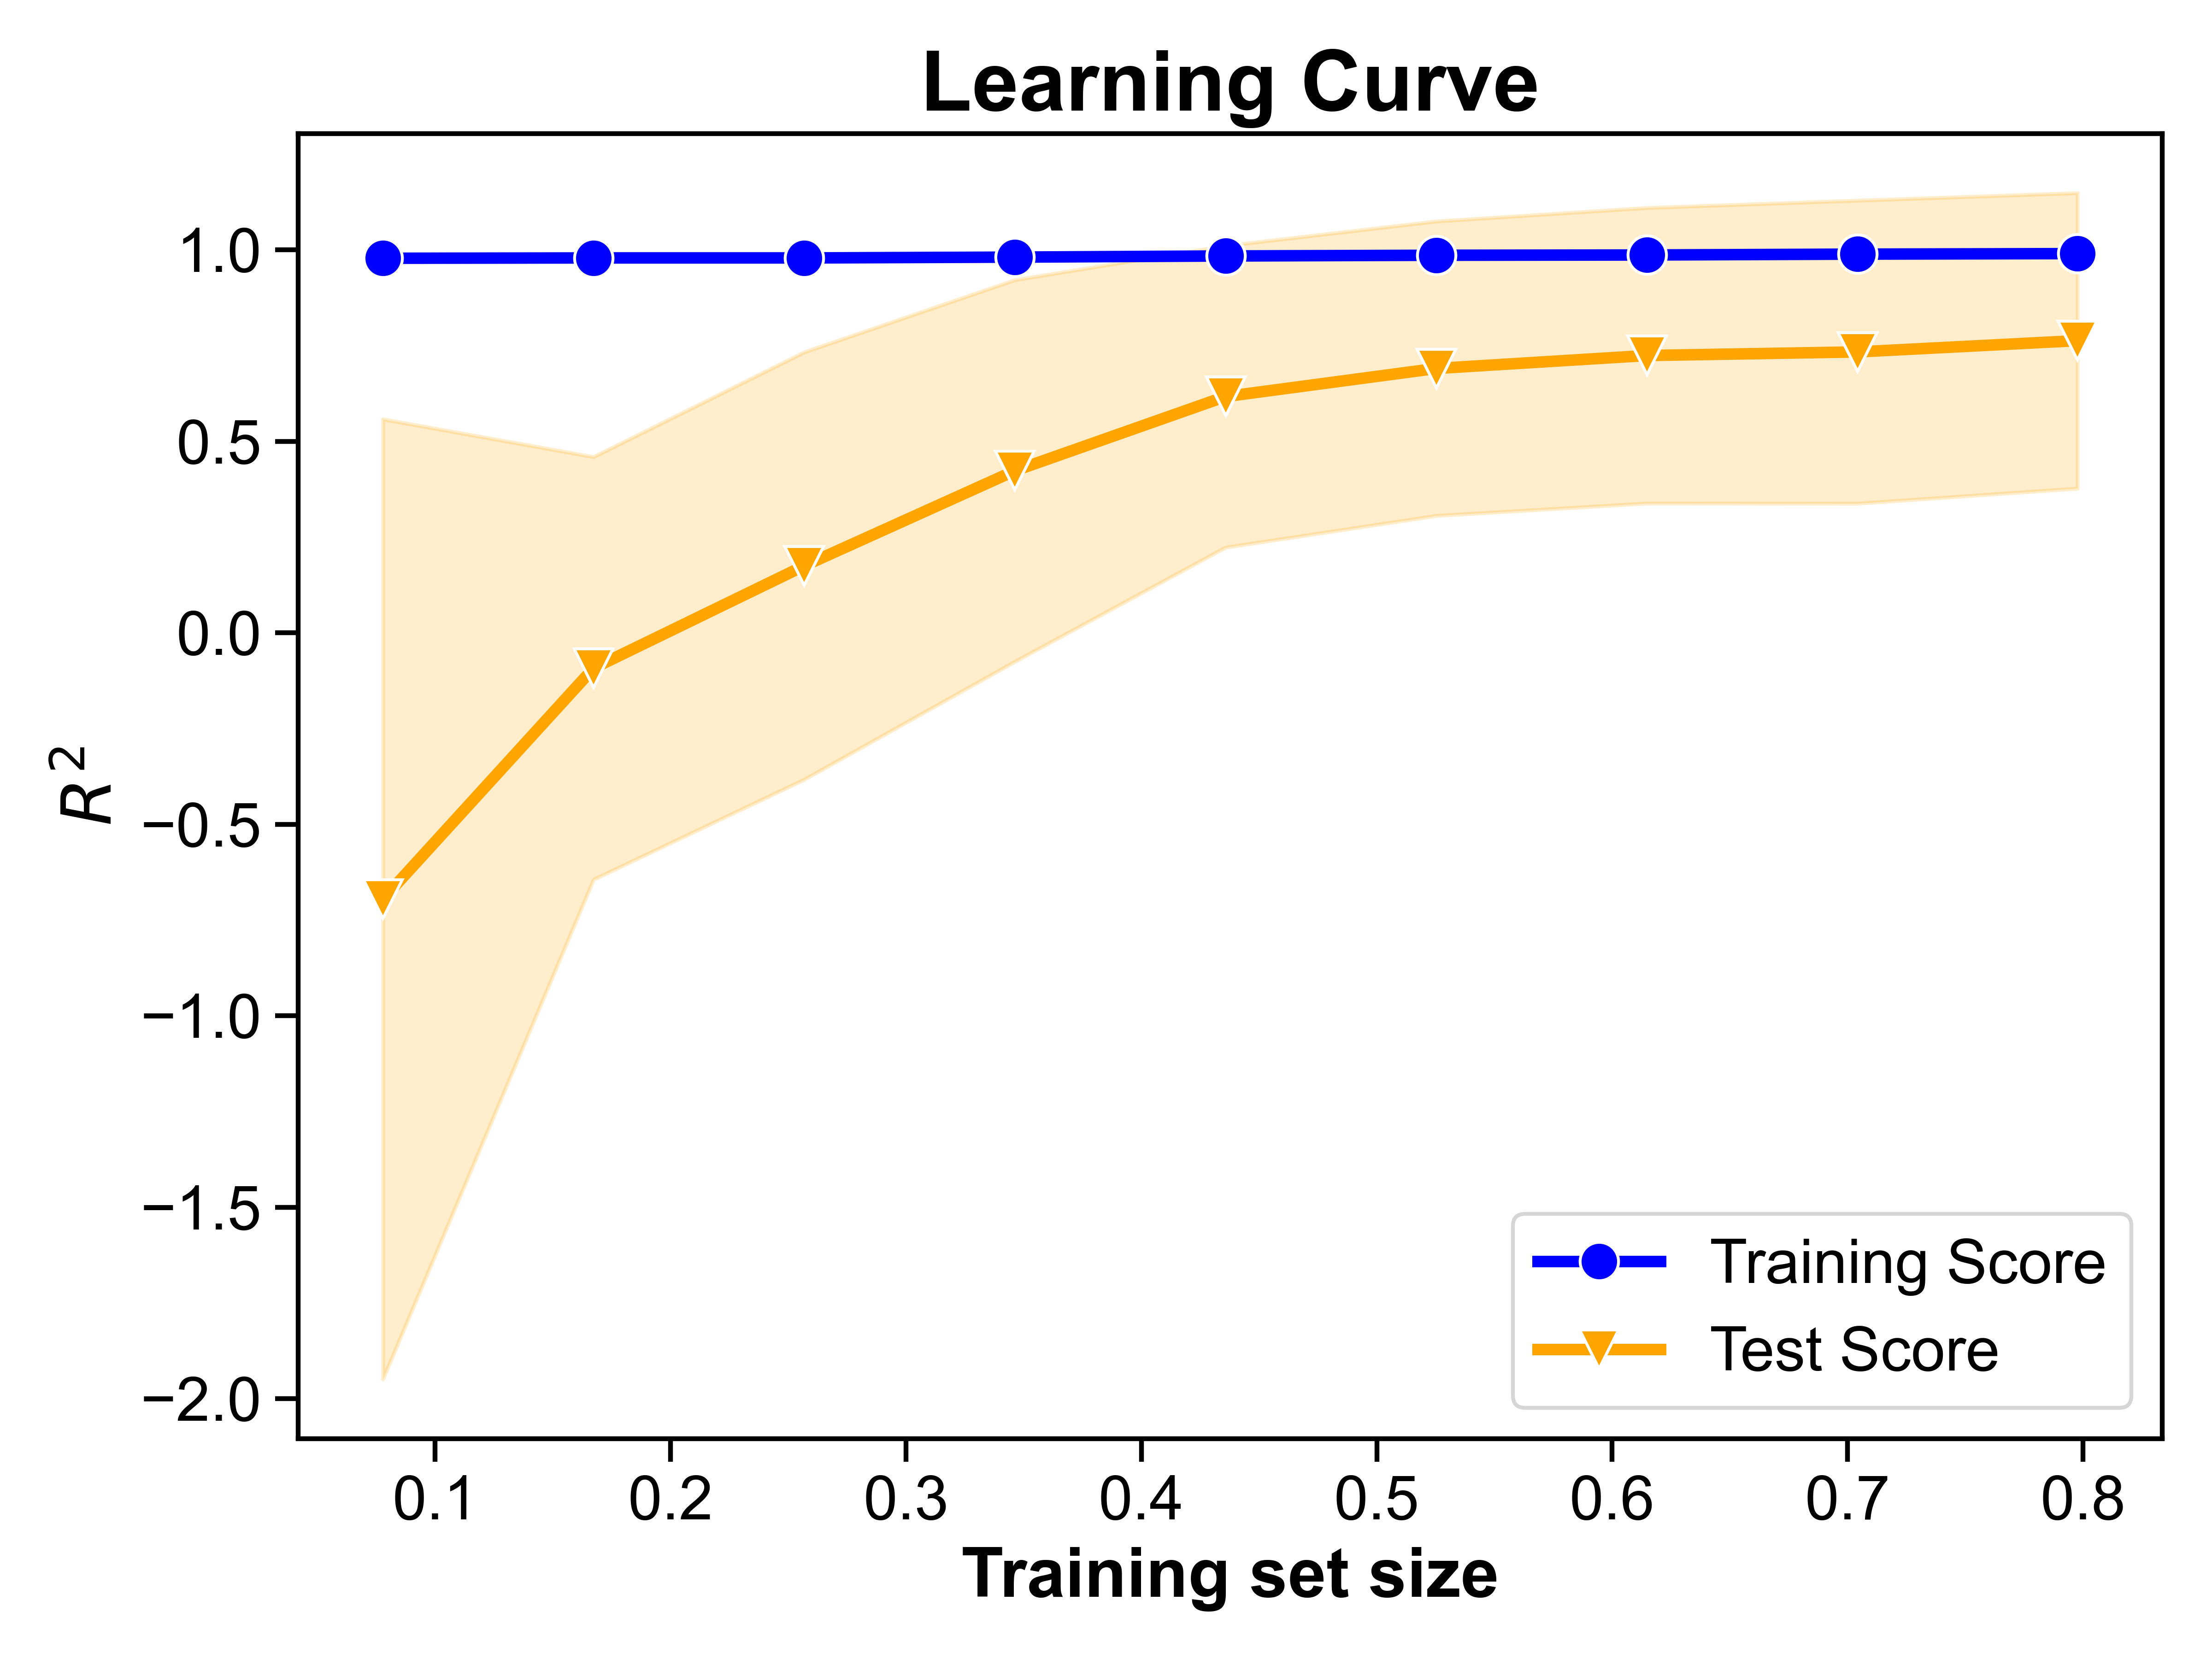 Learning Curve
1.0
0.5
0.0
−0.5
−1.0
−1.5
−2.0
R²
Training Score
Test Score
0.1 0.2 0.3 0.4 0.5 0.6 0.7 0.8
Training set size